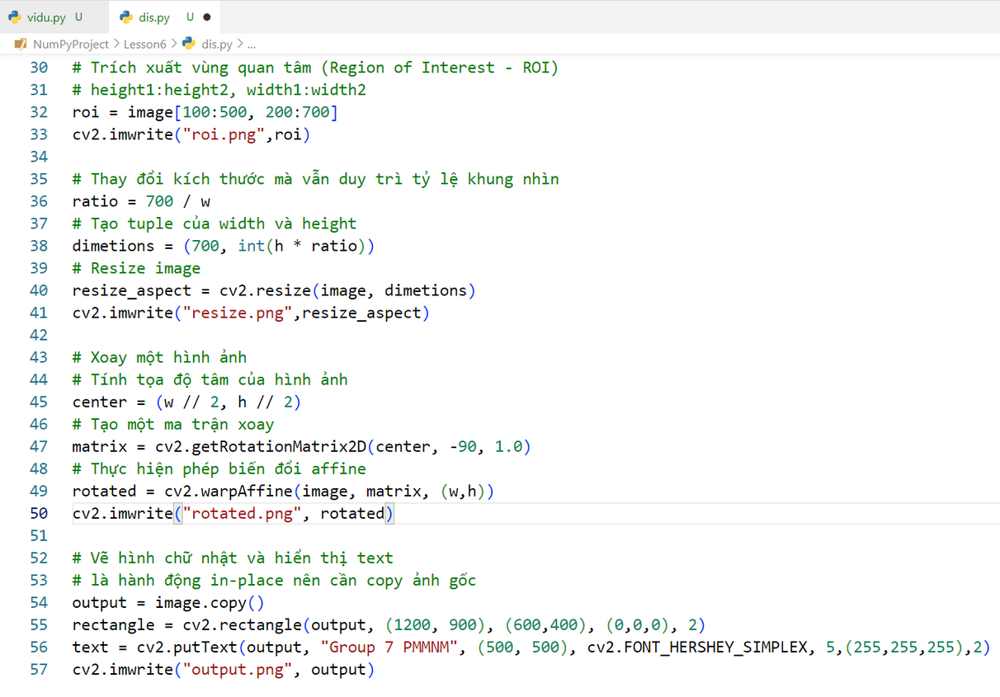 vidu.py U dis.py U
NumPyProject > Lesson6 > dis.py > ...
30 # Trích xuất vùng quan tâm (Region of Interest - ROI)
31 # height1:height2, width1:width2
32 roi = image[100:500, 200:700]
33 cv2.imwrite("roi.png",roi)
34
35 # Thay đổi kích thước mà vẫn duy trì tỷ lệ khung nhìn
36 ratio = 700 / w
37 # Tạo tuple của width và height
38 dimetions = (700, int(h * ratio))
39 # Resize image
40 resize_aspect = cv2.resize(image, dimetions)
41 cv2.imwrite("resize.png",resize_aspect)
42
43 # Xoay một hình ảnh
44 # Tính tọa độ tâm của hình ảnh
45 center = (w // 2, h // 2)
46 # Tạo một ma trận xoay
47 matrix = cv2.getRotationMatrix2D(center, -90, 1.0)
48 # Thực hiện phép biến đổi affine
49 rotated = cv2.warpAffine(image, matrix, (w,h))
50 cv2.imwrite("rotated.png", rotated)
51
52 # Vẽ hình chữ nhật và hiển thị text
53 # là hành động in-place nên cần copy ảnh gốc
54 output = image.copy()
55 rectangle = cv2.rectangle(output, (1200, 900), (600,400), (0,0,0), 2)
56 text = cv2.putText(output, "Group 7 PMMNM", (500, 500), cv2.FONT_HERSHEY_SIMPLEX, 5,(255,255,255),2)
57 cv2.imwrite("output.png", output)